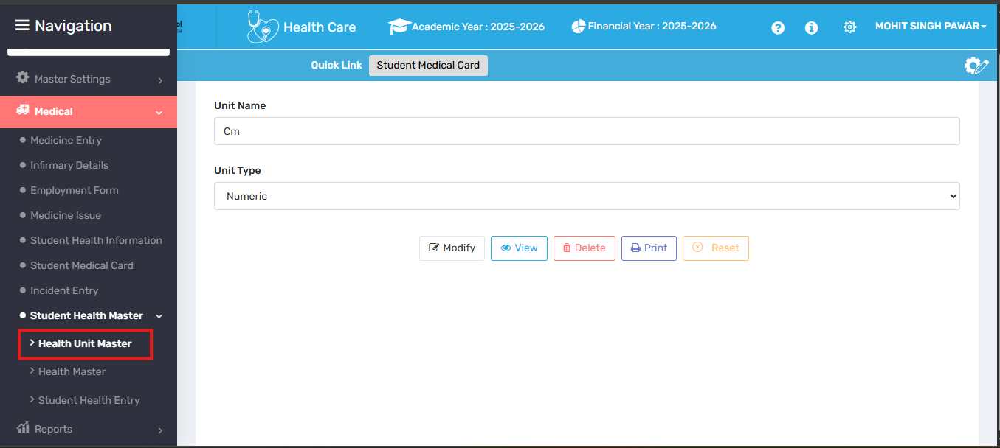 Navigation
Health Care
Academic Year : 2025-2026
Financial Year : 2025-2026
MOHIT SINGH PAWAR
Quick Link
Student Medical Card
Master Settings
Medical
Medicine Entry
Infirmary Details
Employment Form
Medicine Issue
Student Health Information
Student Medical Card
Incident Entry
Student Health Master
Health Unit Master
Health Master
Student Health Entry
Reports
Unit Name
Cm
Unit Type
Numeric
Modify
View
Delete
Print
Reset